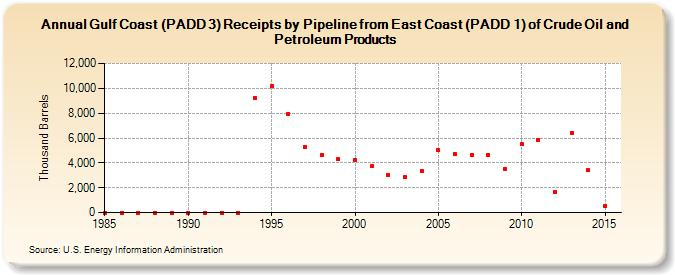 Annual Gulf Coast (PADD 3) Receipts by Pipeline from East Coast (PADD 1) of Crude Oil and
Petroleum Products
Thousand Barrels
12,000
10,000
8,000
6,000
4,000
2,000
0
1985 1990 1995 2000 2005 2010 2015
Source: U.S. Energy Information Administration